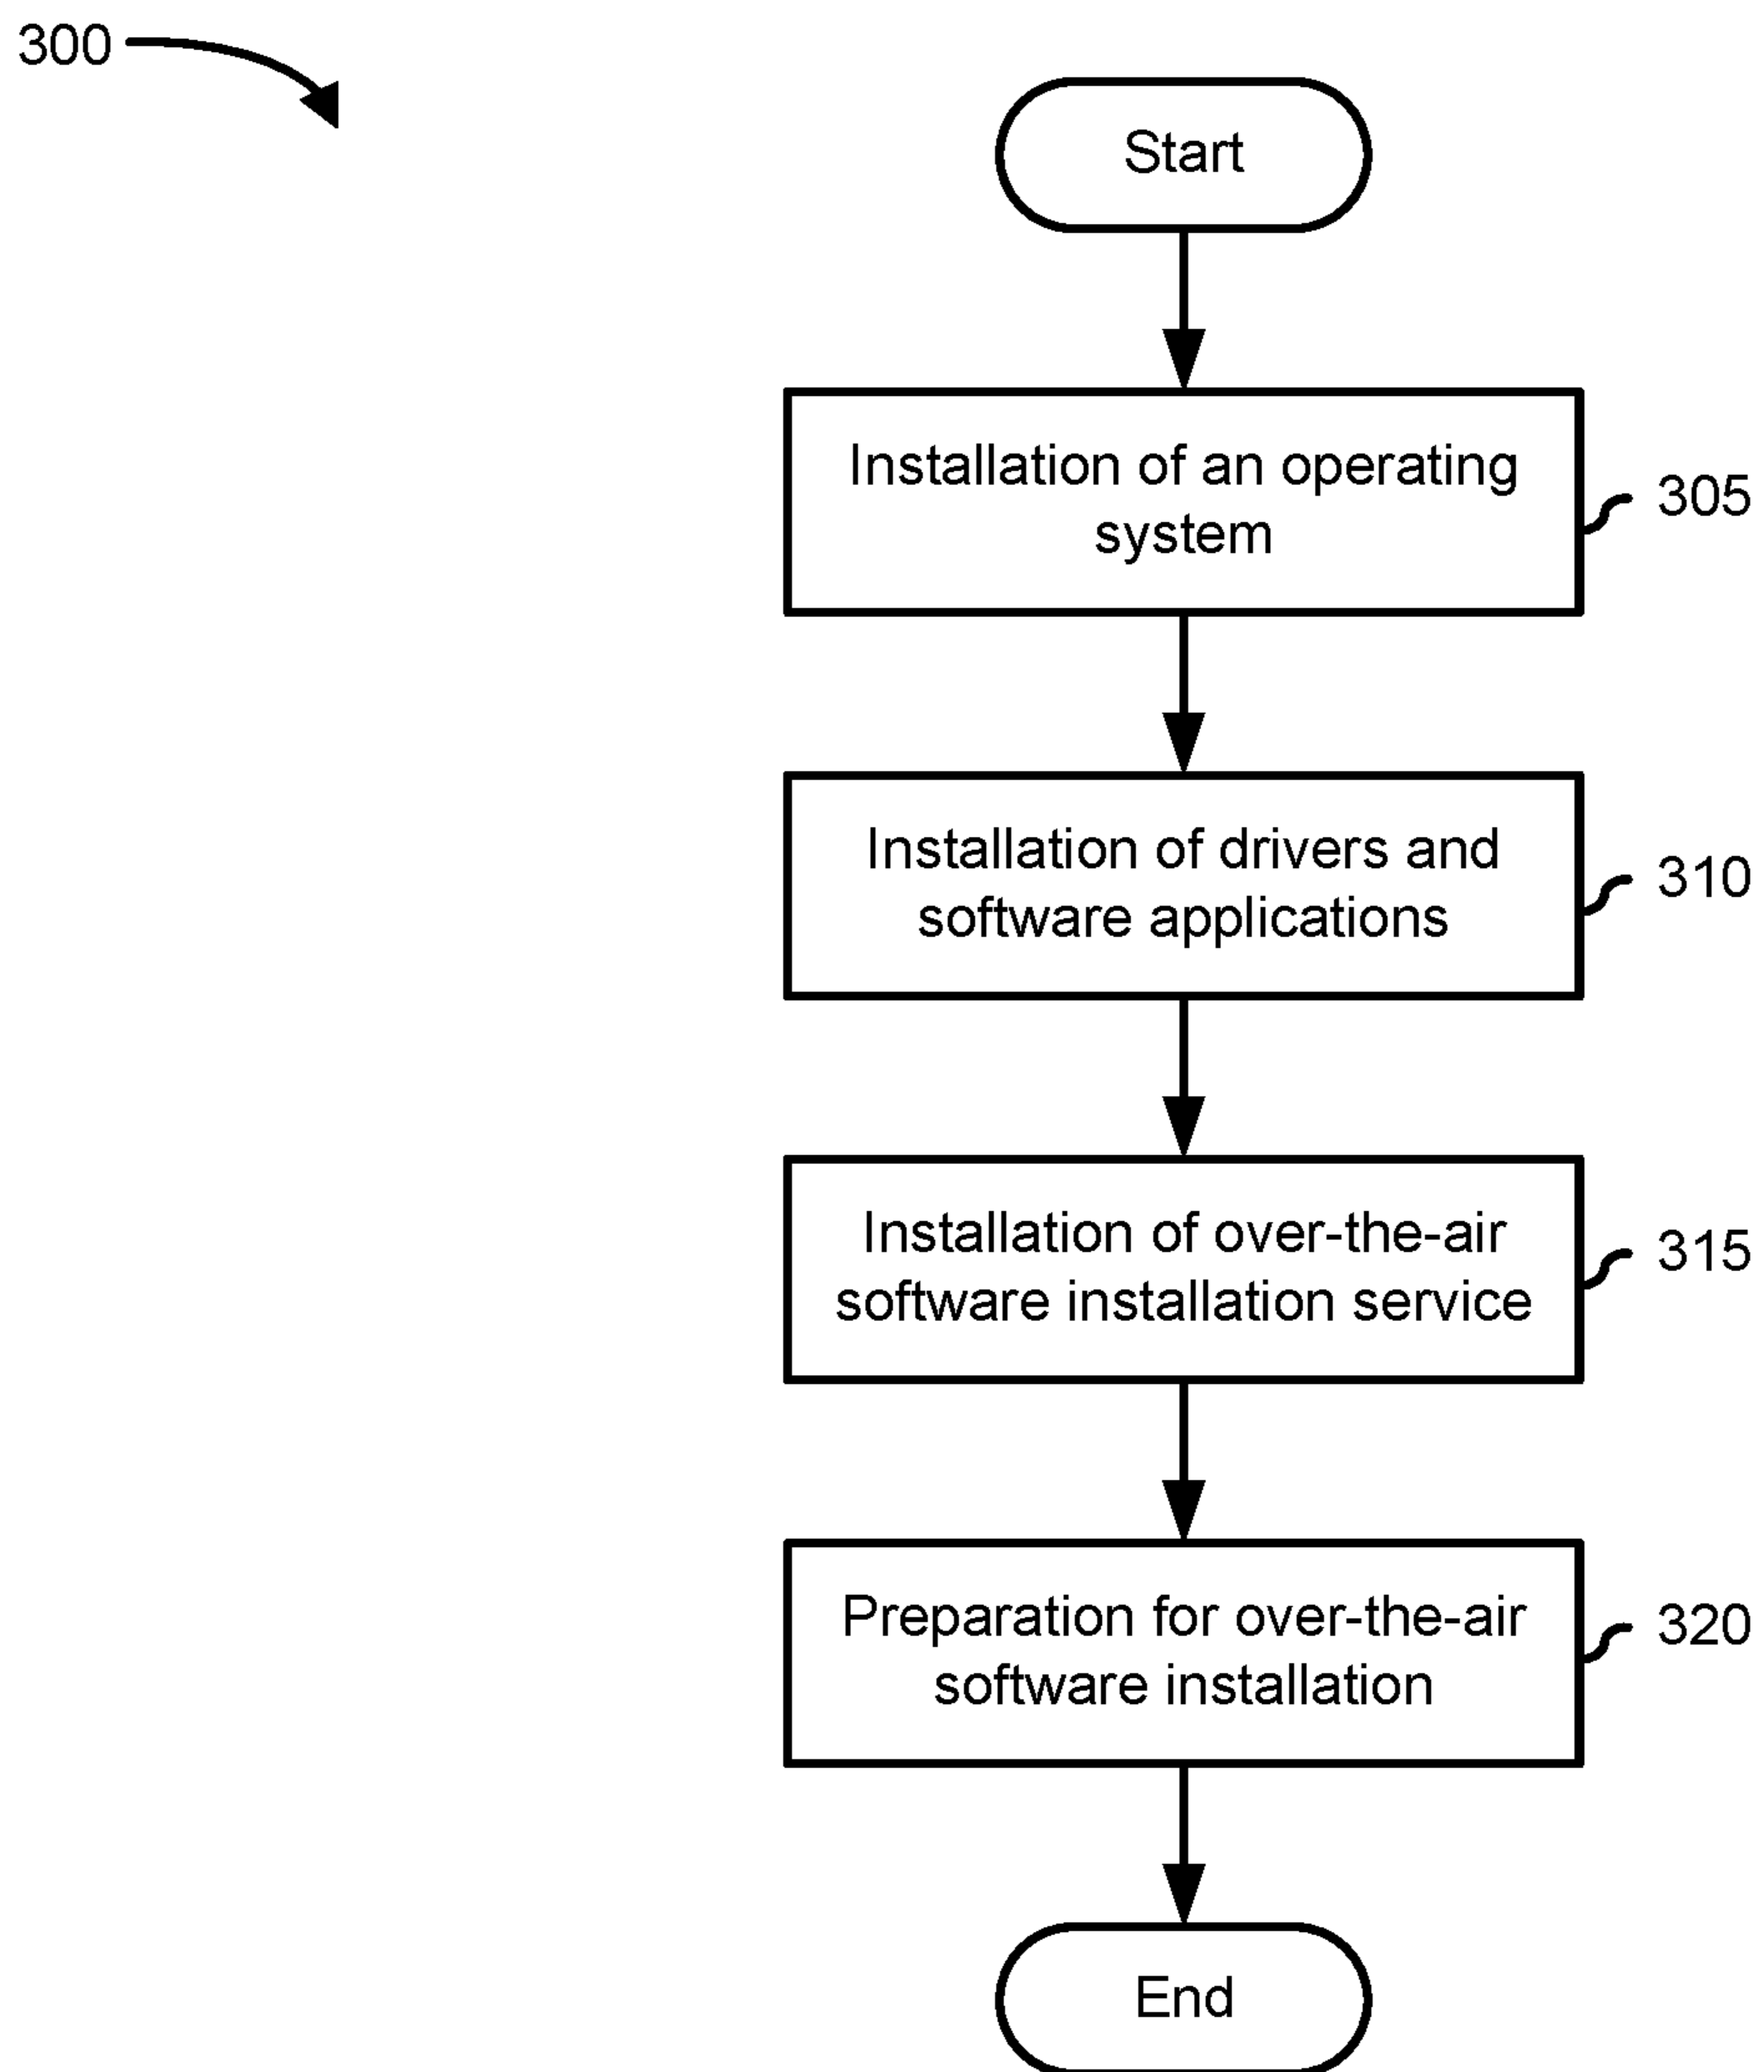 300
Start
Installation of an operating
system
305
Installation of drivers and
software applications
310
Installation of over-the-air
software installation service
315
Preparation for over-the-air
software installation
320
End